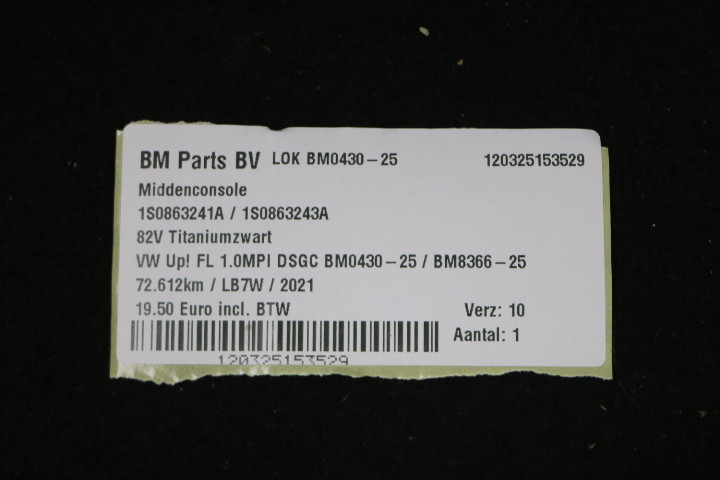 BM Parts BV LOK BM0430-25 120325153529
Middenconsole
1S0863241A / 1S0863243A
82V Titaniumzwart
VW Up! FL 1.0MPI DSGC BM0430-25 / BM8366-25
72.612km / LB7W / 2021
19.50 Euro incl. BTW Verz: 10
Aantal: 1
120325153529